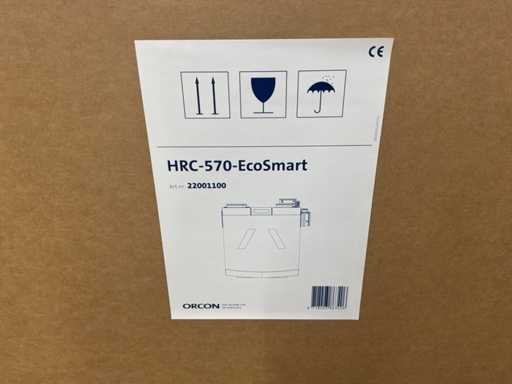 CE
HRC-570-EcoSmart
Art.nr. 22001100
ORCON